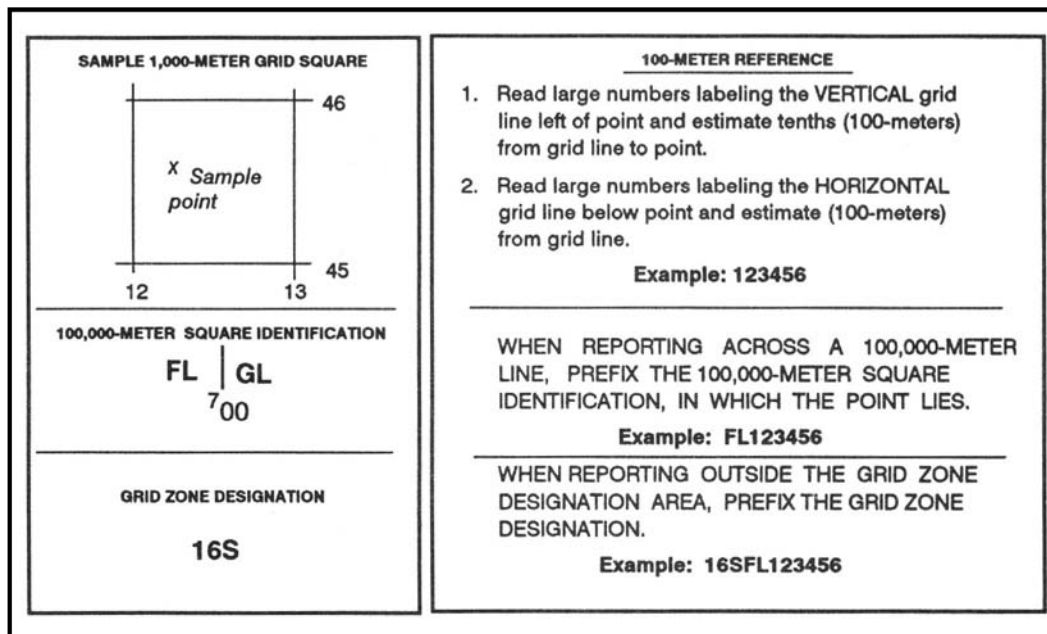 SAMPLE 1,000-METER GRID SQUARE
46
x Sample
point
45
12 13
100,000-METER SQUARE IDENTIFICATION
FL | GL
700
GRID ZONE DESIGNATION
16S
100-METER REFERENCE
1. Read large numbers labeling the VERTICAL grid
line left of point and estimate tenths (100-meters)
from grid line to point.
2. Read large numbers labeling the HORIZONTAL
grid line below point and estimate (100-meters)
from grid line.
Example: 123456
WHEN REPORTING ACROSS A 100,000-METER
LINE, PREFIX THE 100,000-METER SQUARE
IDENTIFICATION, IN WHICH THE POINT LIES.
Example: FL123456
WHEN REPORTING OUTSIDE THE GRID ZONE
DESIGNATION AREA, PREFIX THE GRID ZONE
DESIGNATION.
Example: 16SFL123456